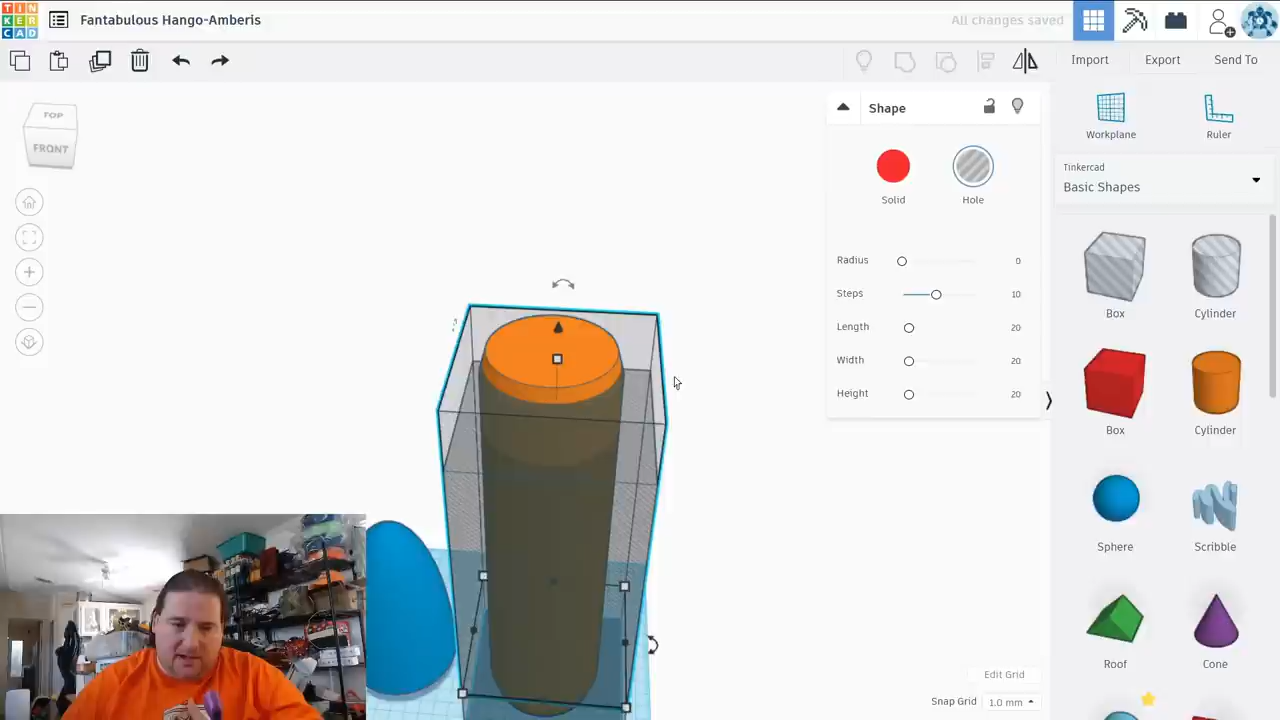 TIN
KER
CAD
Fantabulous Hango-Amberis
All changes saved
Import
Export
Send To
TOP
FRONT
Shape
Solid
Hole
Radius 0
Steps 10
Length 20
Width 20
Height 20
Workplane
Ruler
Tinkercad
Basic Shapes
Box
Cylinder
Box
Cylinder
Sphere
Scribble
Roof
Cone
Edit Grid
Snap Grid 1.0 mm